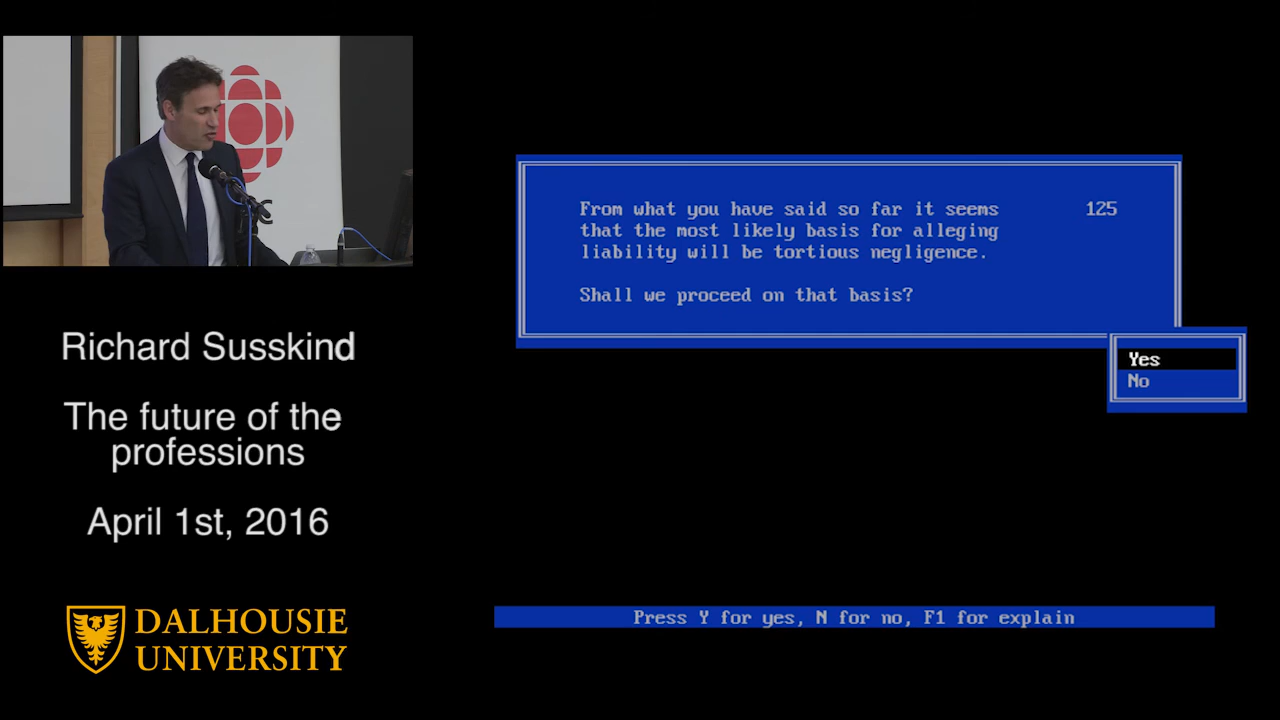 Richard Susskind
The future of the
professions
April 1st, 2016
DALHOUSIE
UNIVERSITY
From what you have said so far it seems 125
that the most likely basis for alleging
liability will be tortious negligence.
Shall we proceed on that basis?
Yes
No
Press Y for yes, N for no, F1 for explain